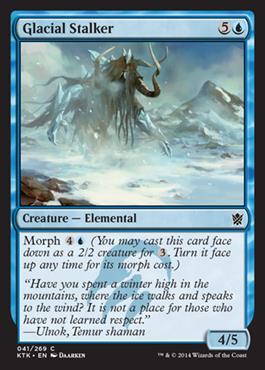 Glacial Stalker 5
Creature — Elemental
Morph 4 (You may cast this card face
down as a 2/2 creature for 3. Turn it face
up any time for its morph cost.)
“Have you spent a winter high in the
mountains, where the ice walks and speaks
to the wind? It is not a place for those who
have not learned respect.”
—Ulnok, Temur shaman
4/5
041/269 C
KTK • EN Daarken
™ & © 2014 Wizards of the Coast